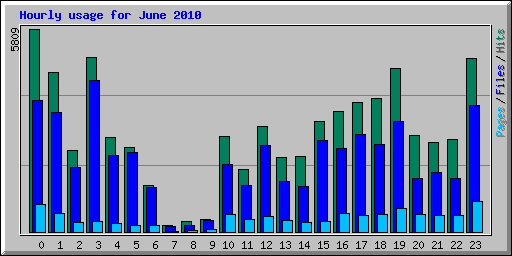 Hourly usage for June 2010
5809
Pages / Files / Hits
0 1 2 3 4 5 6 7 8 9 10 11 12 13 14 15 16 17 18 19 20 21 22 23